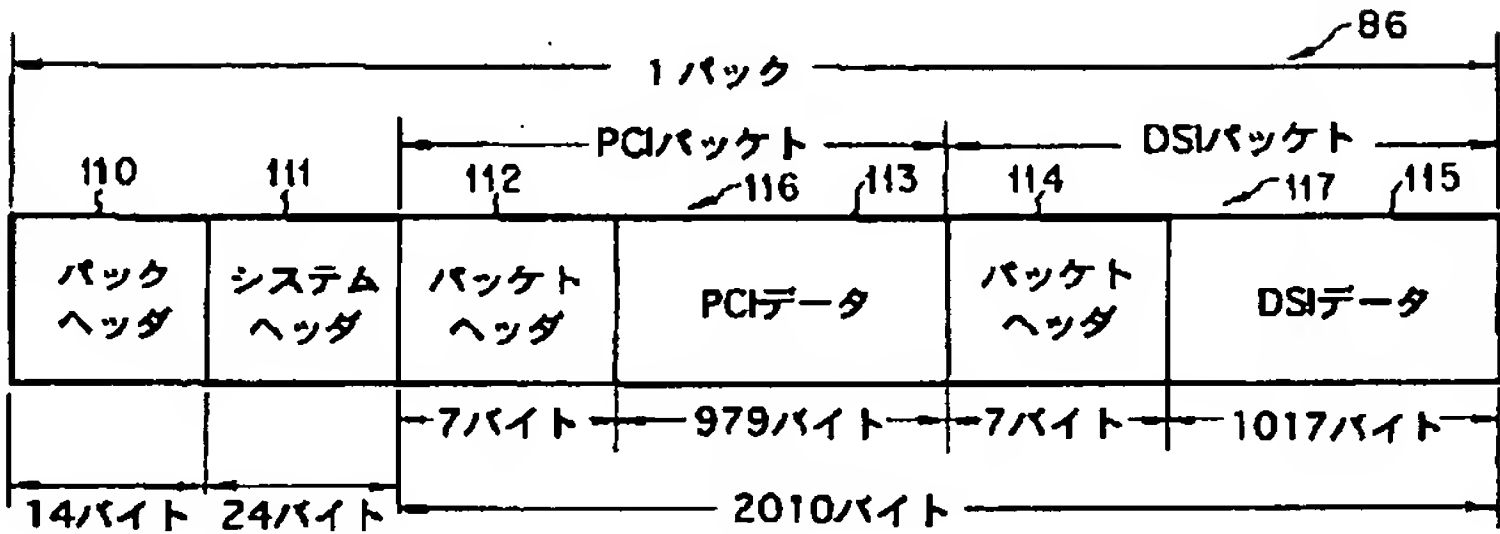 86
1パック
PCIパケット
DSIパケット
110
111
112
116
113
114
117
115
パック
ヘッダ
システム
ヘッダ
パッケト
ヘッダ
PCIデータ
パッケト
ヘッダ
DSIデータ
7バイト
979バイト
7バイト
1017バイト
14バイト
24バイト
2010バイト